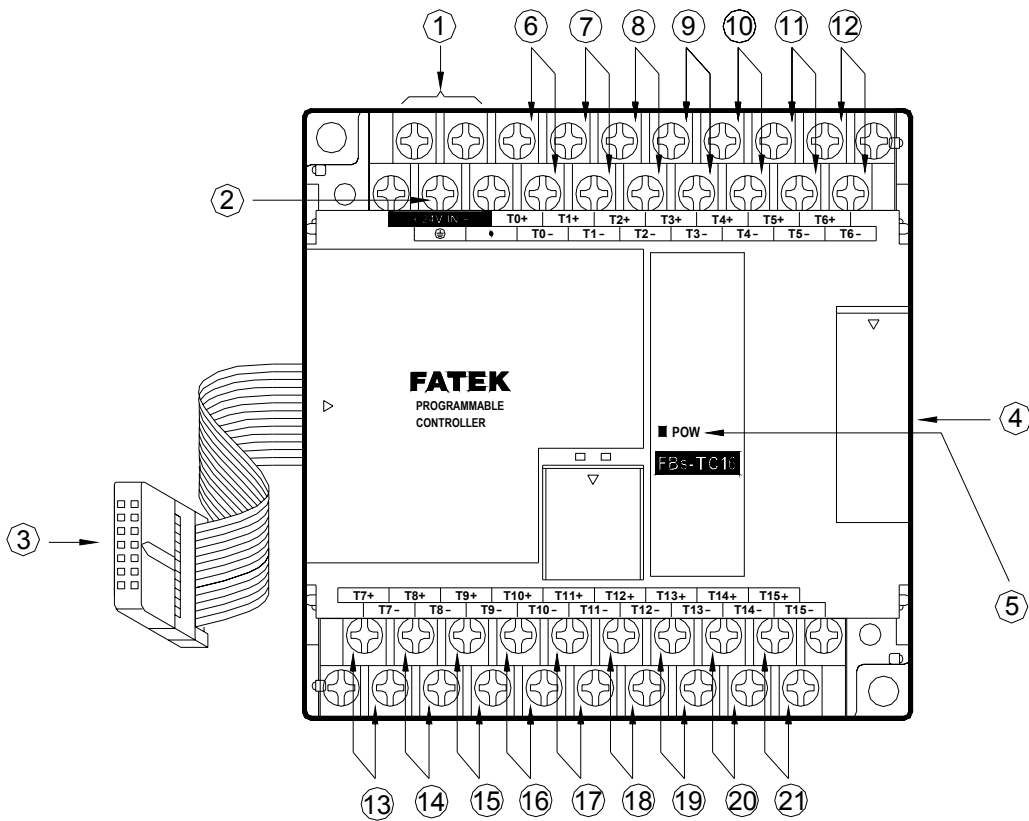 1 6 7 8 9 10 11 12
2
+24V IN - T0+ T1+ T2+ T3+ T4+ T5+ T6+
T0- T1- T2- T3- T4- T5- T6-
FATEK
PROGRAMMABLE
CONTROLLER
4
POW
FBs-TC16
3
5
T7+ T8+ T9+ T10+ T11+ T12+ T13+ T14+ T15+
T7- T8- T9- T10- T11- T12- T13- T14- T15-
13 14 15 16 17 18 19 20 21